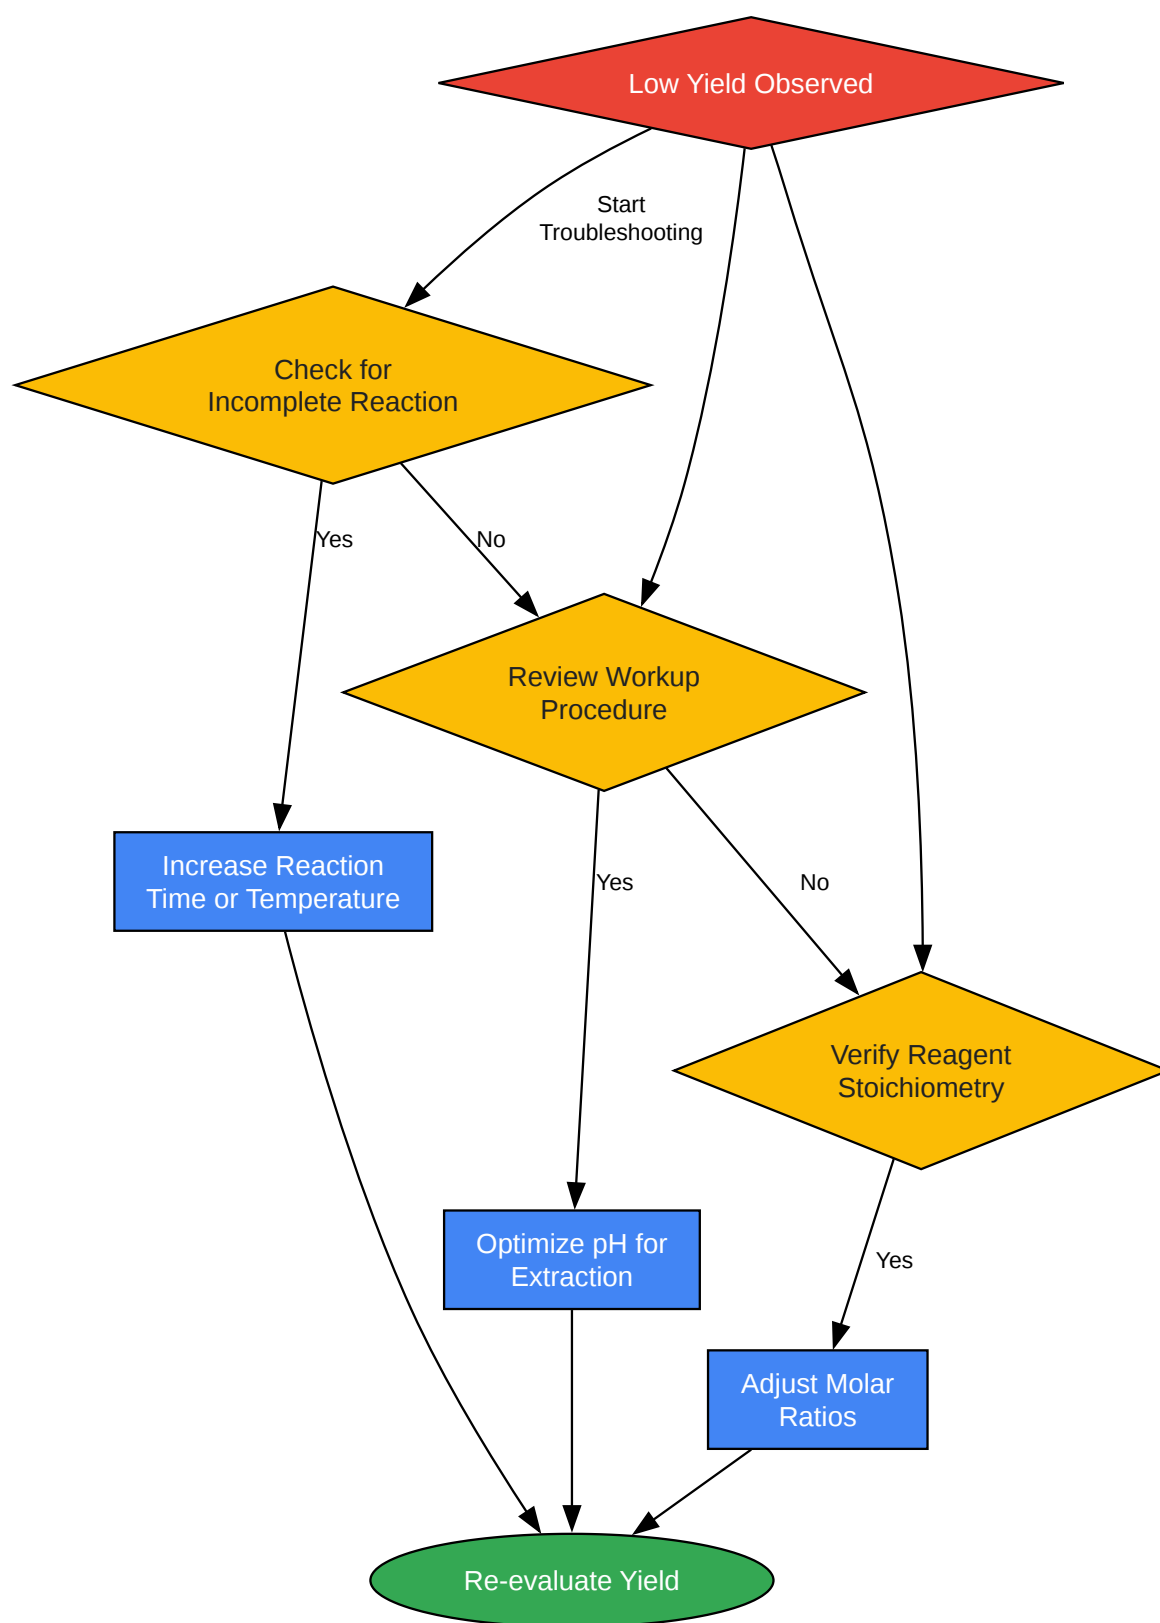 Low Yield Observed
Start
Troubleshooting
Check for
Incomplete Reaction
Yes
No
Review Workup
Procedure
Increase Reaction
Time or Temperature
Yes
No
Verify Reagent
Stoichiometry
Optimize pH for
Extraction
Yes
Adjust Molar
Ratios
Re-evaluate Yield